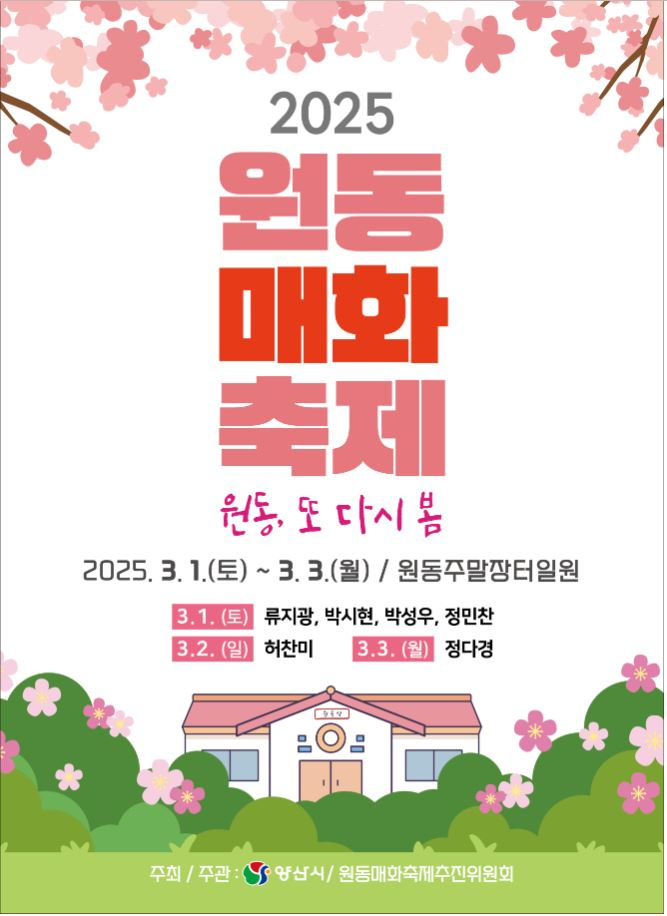 2025
원동
매화
축제
원동, 또 다시 봄
2025. 3. 1.(토) ~ 3. 3.(월) / 원동주말장터일원
3.1. (토) 류지광, 박시현, 박성우, 정민찬
3.2. (일) 허찬미 3.3. (월) 정다경
주최 / 주관 : 양산시 / 원동매화축제추진위원회